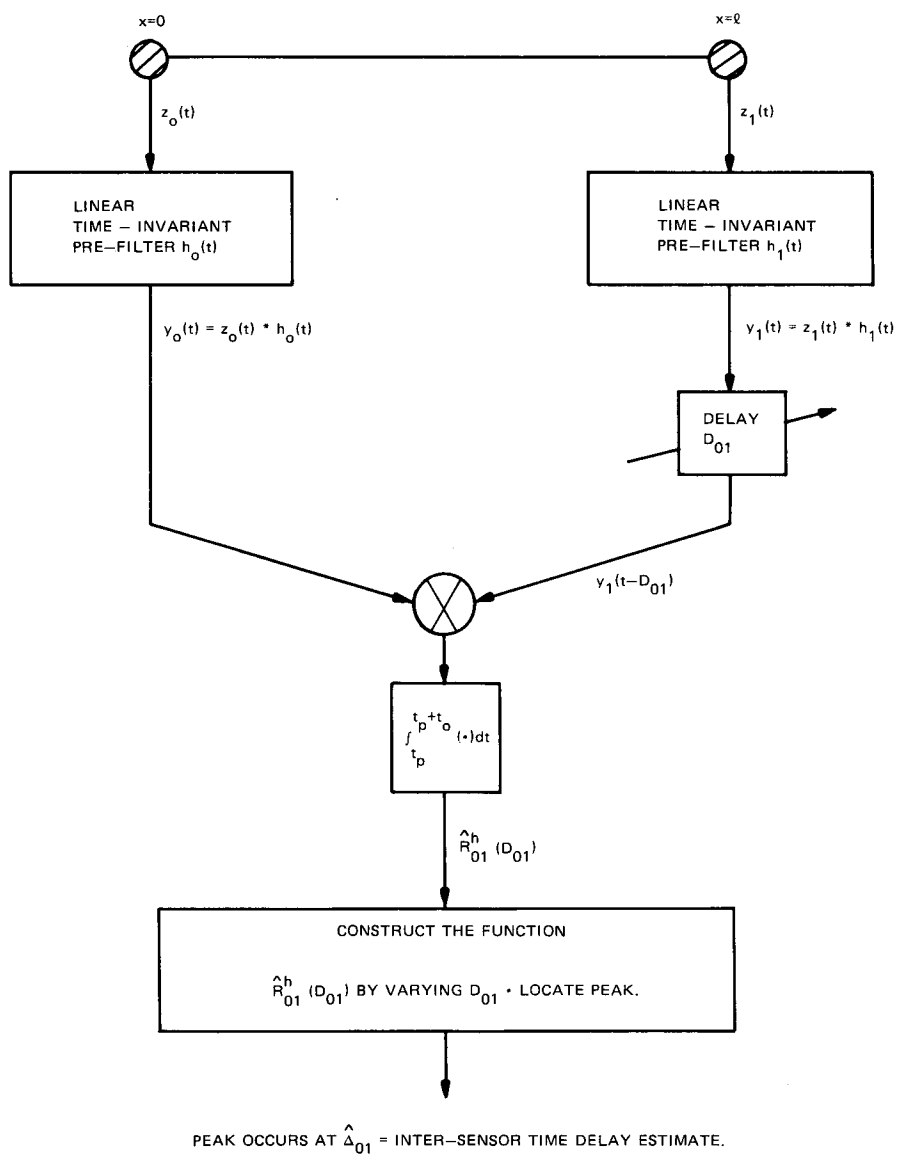 x=0
x=ℓ
z_o(t)
z_1(t)
LINEAR
TIME – INVARIANT
PRE–FILTER h_o(t)
LINEAR
TIME – INVARIANT
PRE–FILTER h_1(t)
y_o(t) = z_o(t) * h_o(t)
y_1(t) = z_1(t) * h_1(t)
DELAY
D_01
y_1(t–D_01)
∫_{t_p}^{t_p+t_o} (•)dt
R̂^h_01 (D_01)
CONSTRUCT THE FUNCTION
R̂^h_01 (D_01) BY VARYING D_01 • LOCATE PEAK.
PEAK OCCURS AT Δ̂_01 = INTER–SENSOR TIME DELAY ESTIMATE.